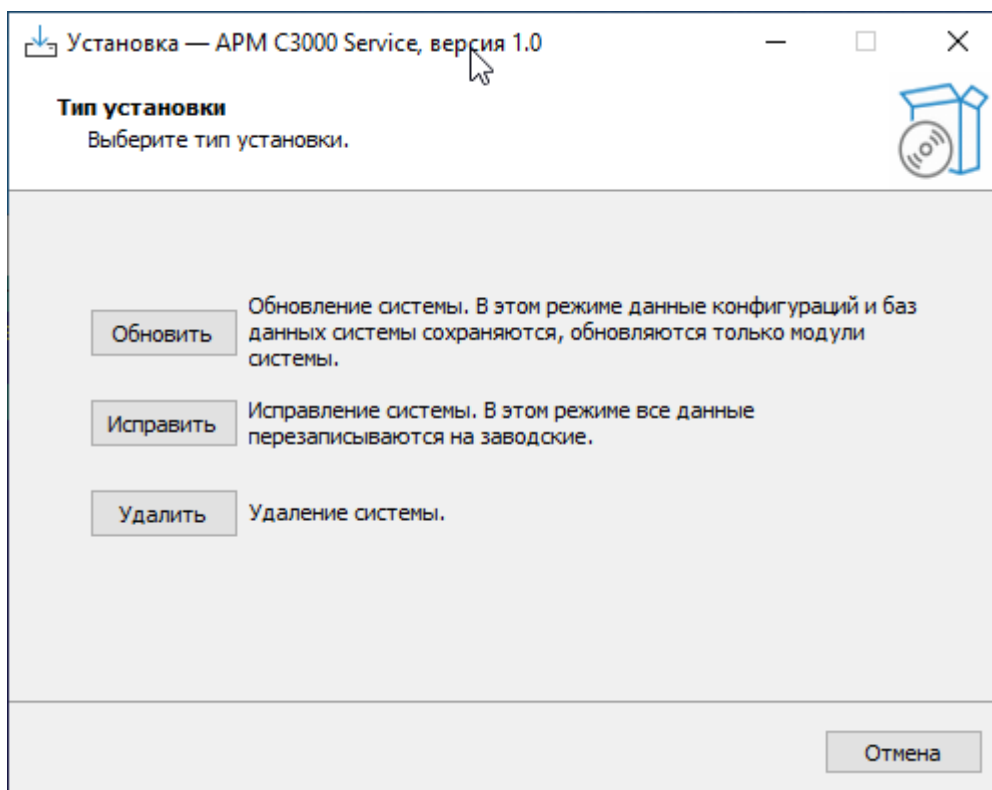 Установка — АРМ С3000 Service, версия 1.0
Тип установки
Выберите тип установки.
Обновить
Обновление системы. В этом режиме данные конфигураций и баз
данных системы сохраняются, обновляются только модули
системы.
Исправить
Исправление системы. В этом режиме все данные
перезаписываются на заводские.
Удалить
Удаление системы.
Отмена